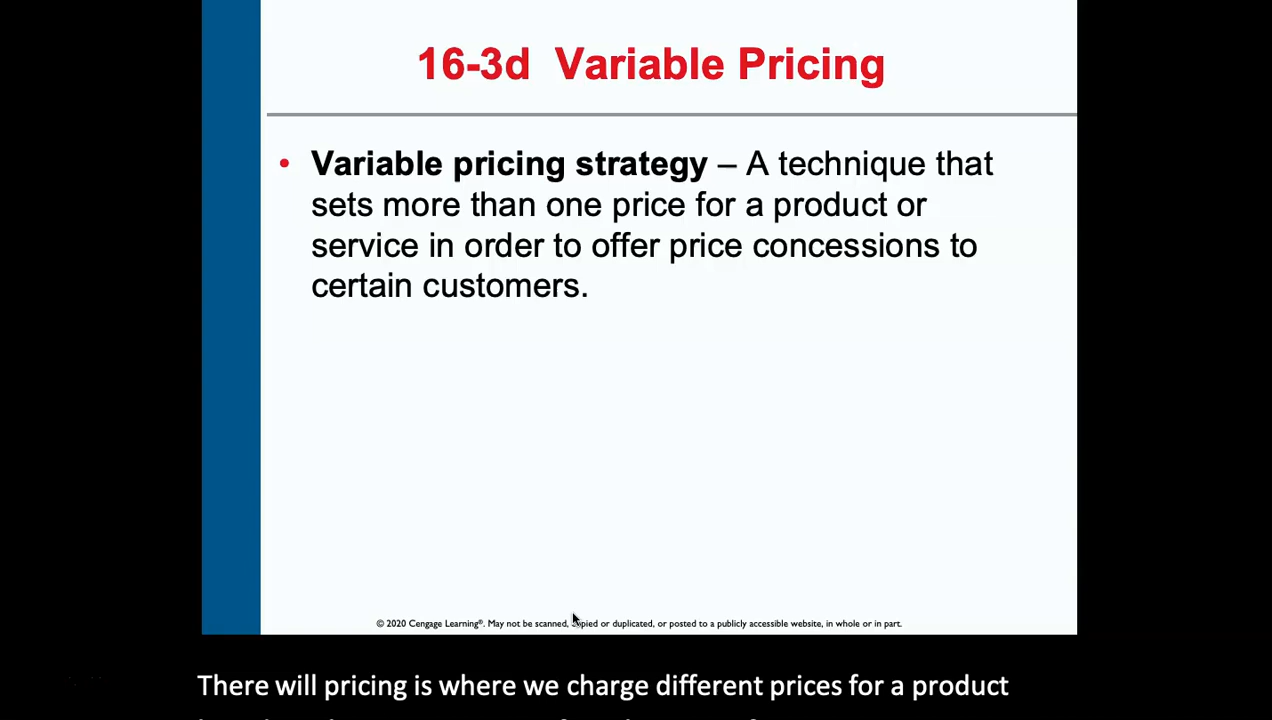 16-3d Variable Pricing
• Variable pricing strategy – A technique that
sets more than one price for a product or
service in order to offer price concessions to
certain customers.
© 2020 Cengage Learning®. May not be scanned, copied or duplicated, or posted to a publicly accessible website, in whole or in part.
There will pricing is where we charge different prices for a product